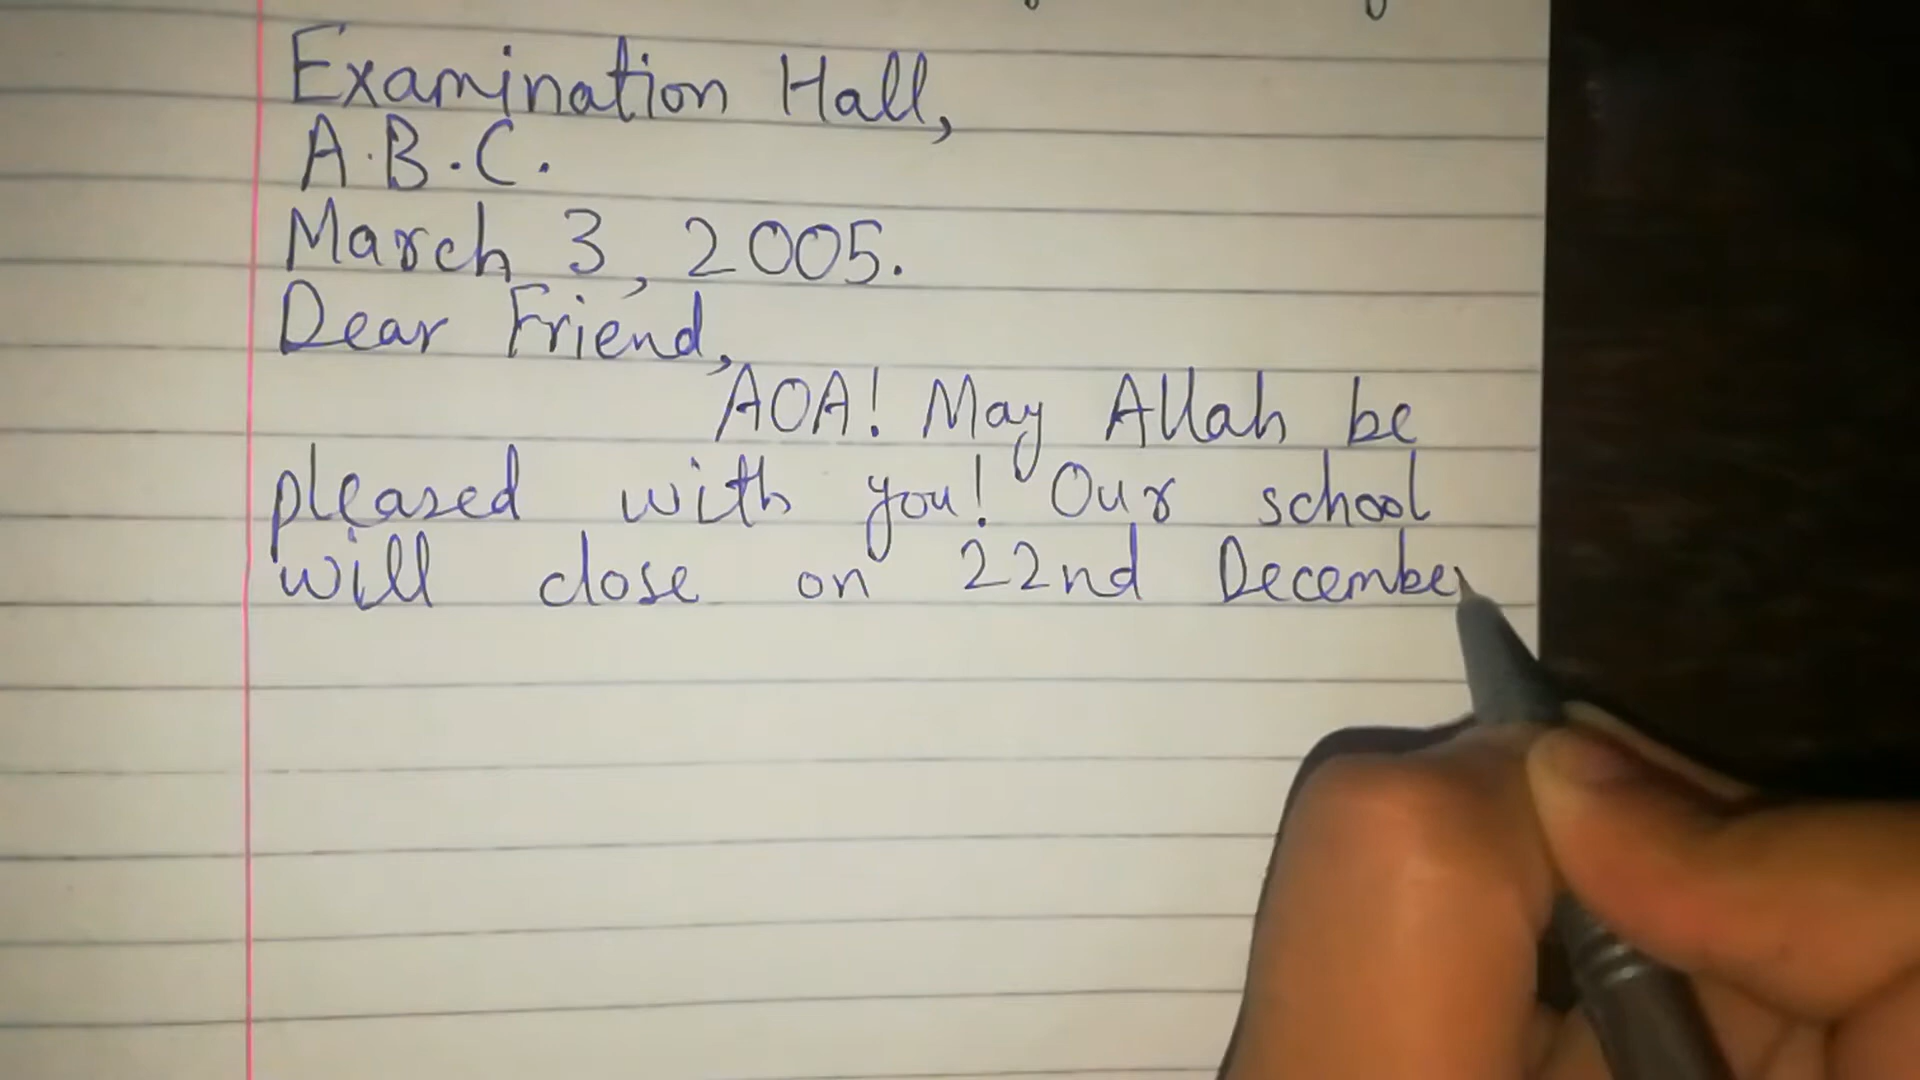 Examination Hall,
A.B.C.
March 3, 2005.
Dear Friend,
AOA! May Allah be
pleased with you! Our school
will close on 22nd December